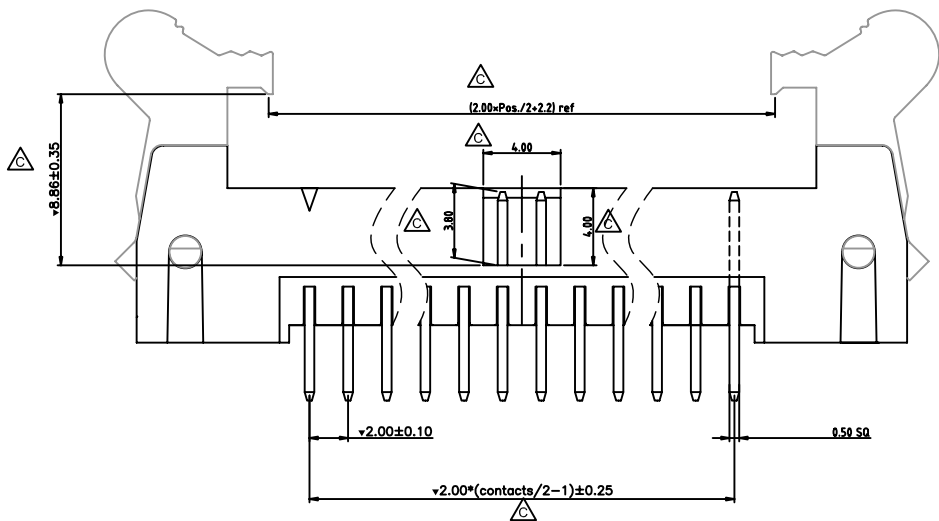 C
(2.00×Pos./2+2.2) ref
C
4.00
C
▼8.86±0.35
3.80
C
4.00
C
▼2.00±0.10
0.50 SQ
▼2.00*(contacts/2-1)±0.25
C